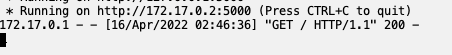 * Running on http://172.17.0.2:5000 (Press CTRL+C to quit)
172.17.0.1 - - [16/Apr/2022 02:46:36] "GET / HTTP/1.1" 200 -